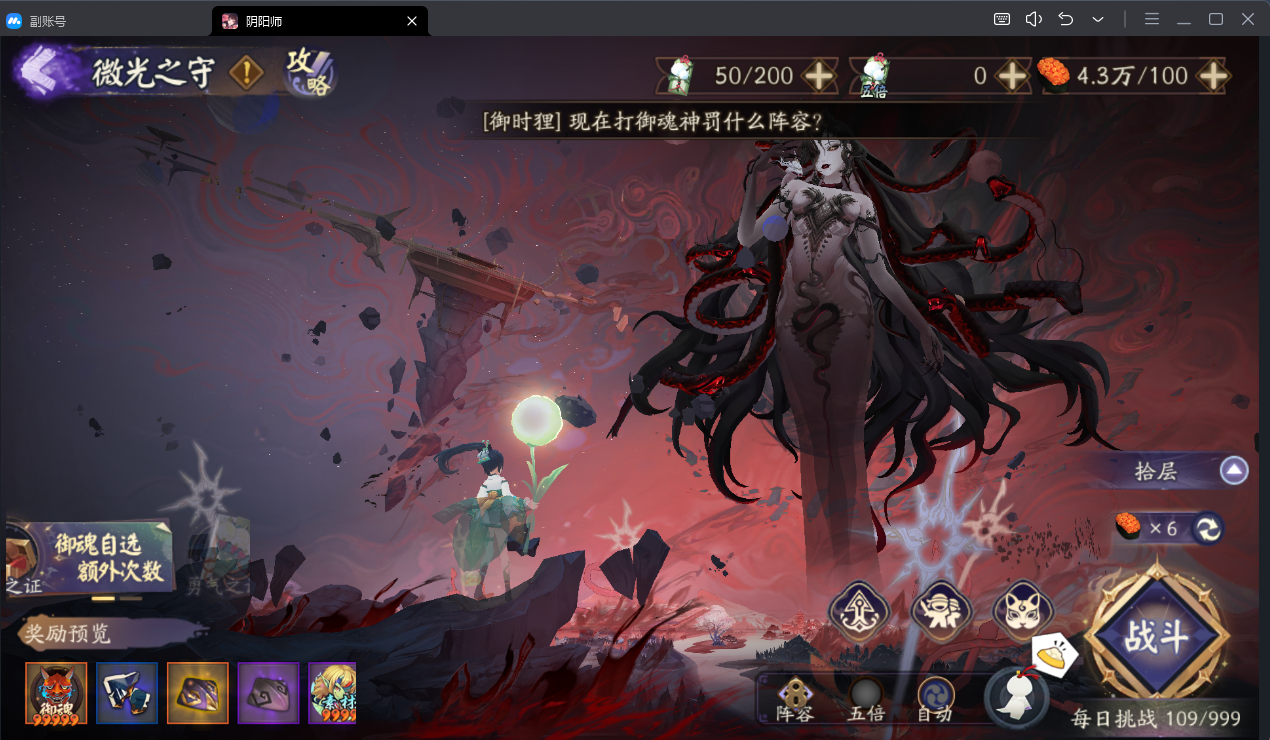 副账号
阴阳师
微光之守
攻略
50/200
五倍
0
4.3万/100
[御时狸] 现在打御魂神罚什么阵容?
拾层
×6
御魂自选
额外次数
之证
勇气之
奖励预览
战斗
御魂
99999
素材
999
阵容
五倍
自动
每日挑战 109/999